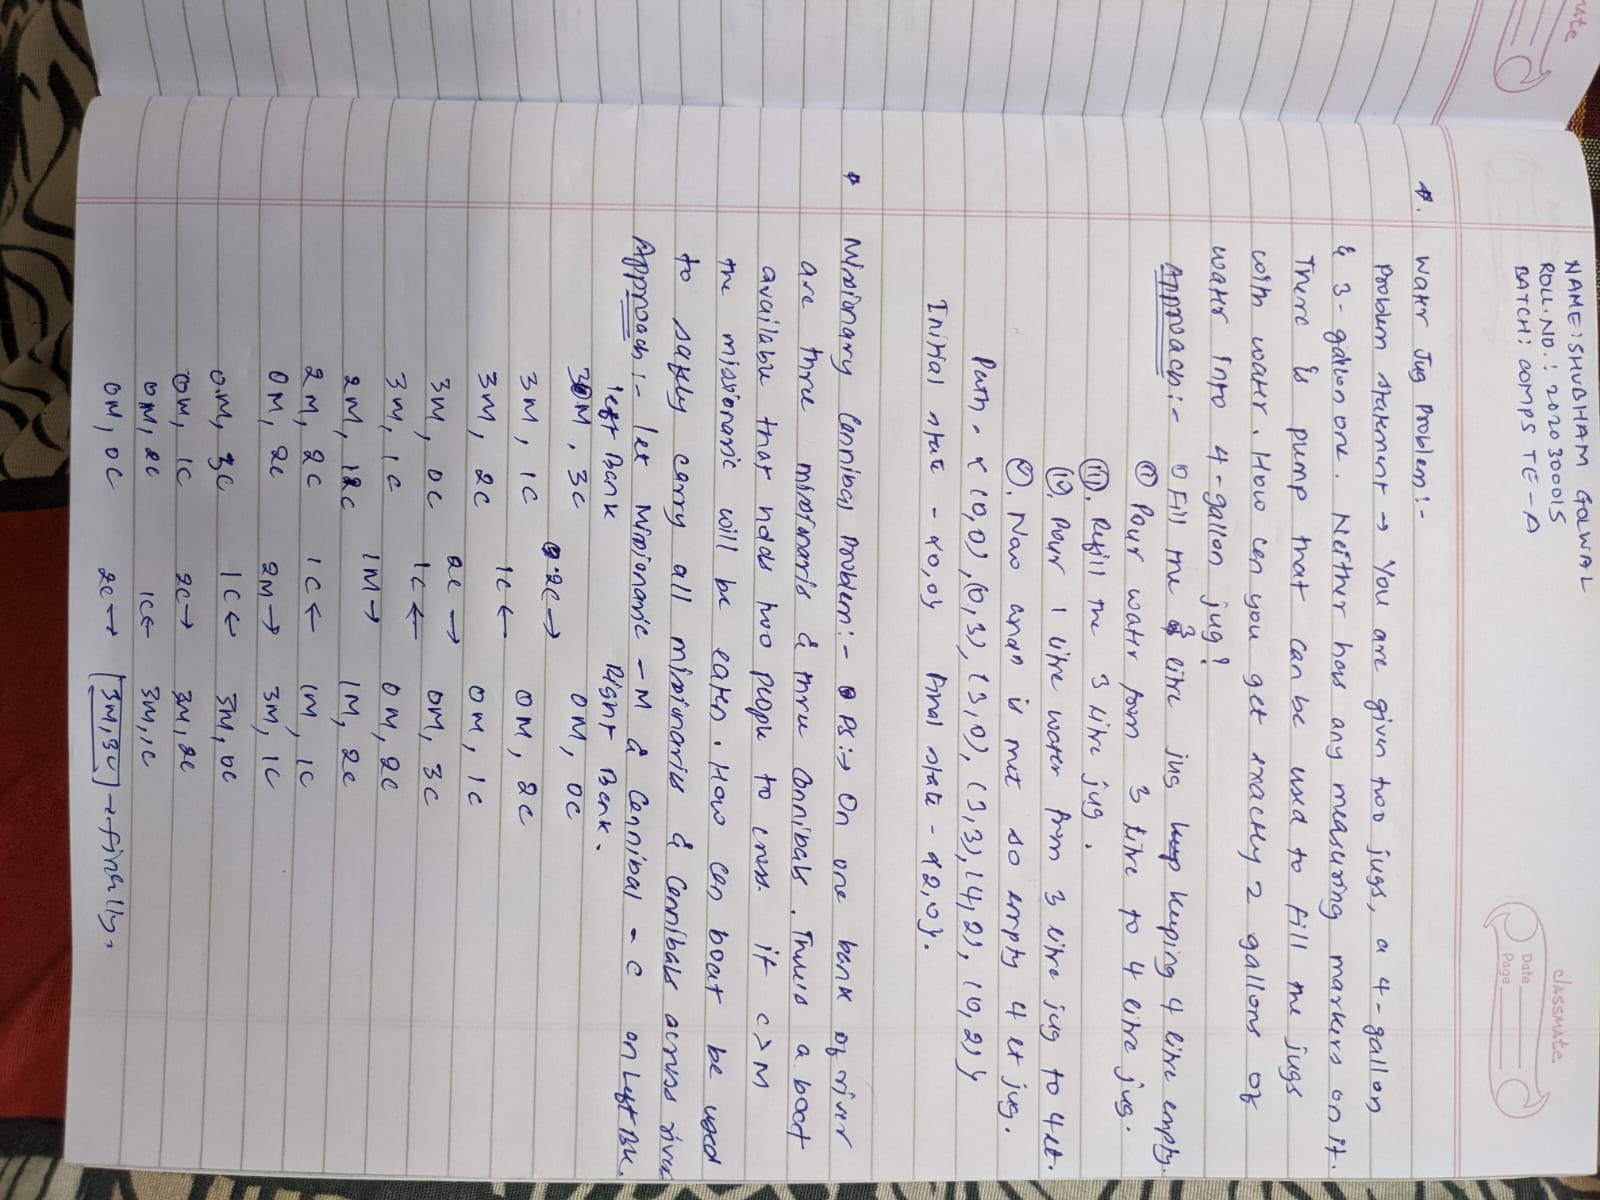 NAME: SHUBHAM GOLWAL
ROLL. NO. : 2020300015
BATCH: COMPS TE-A
classmate
Date
Page
Water Jug Problem:-
Problem statement → You are given two jugs, a 4-gallon
& 3-gallon one. Neither has any measuring markers on it.
There is pump that can be used to fill the jugs
with water. How can you get exactly 2 gallons of
water into 4-gallon jug?
Approach:- (i) Fill the 3 litre jug keeping 4 litre empty.
(ii) Pour water from 3 litre to 4 litre jug.
(iii). Refill the 3 litre jug.
(iv). Pour 1 litre water from 3 litre jug to 4 lt.
(v). Now is met so empty 4 lt jug.
Path - {(0,0), (0,3), (3,0), (3,3), (4,2), (0,2)}
Initial state - {0,0} Final state - {2,0}.
Missionary Cannibal Problem:- PS:→ On one bank of river
are three missionaris & three Cannibals. There's a boat
available that holds two people to cross. if C>M
the missionarie will be eaten. How can boat be used
to safely carry all missionaries & Cannibals across river
Approach:- let Missionarie - M & Cannibal - C on Left Bk.
left Bank Right Bank.
3M, 3C 0M, 0C
2C→
3M, 1C 0M, 2C
1C←
3M, 2C 0M, 1C
2C→
3M, 0C 0M, 3C
1C←
3M, 1C 0M, 2C
1M→
2M, 1C 1M, 2C
2M, 2C 1C← 1M, 1C
0M, 2C 2M→ 3M, 1C
0M, 3C 1C← 3M, 0C
0M, 1C 2C→ 3M, 2C
0M, 2C 1C← 3M, 1C
0M, 0C 2C→ 3M, 3C → finally.